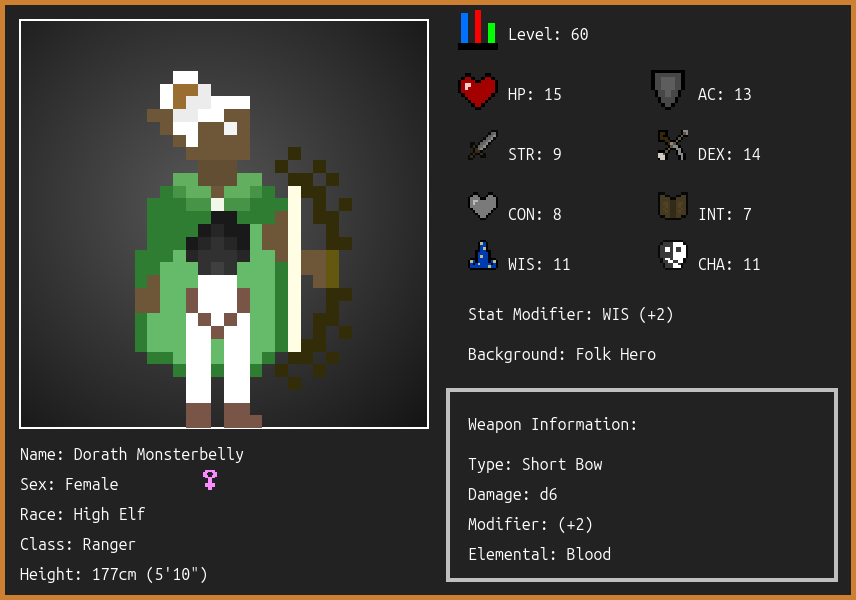 Level: 60
HP: 15
AC: 13
STR: 9
DEX: 14
CON: 8
INT: 7
WIS: 11
CHA: 11
Stat Modifier: WIS (+2)
Background: Folk Hero
Weapon Information:
Type: Short Bow
Damage: d6
Modifier: (+2)
Elemental: Blood
Name: Dorath Monsterbelly
Sex: Female
Race: High Elf
Class: Ranger
Height: 177cm (5'10")